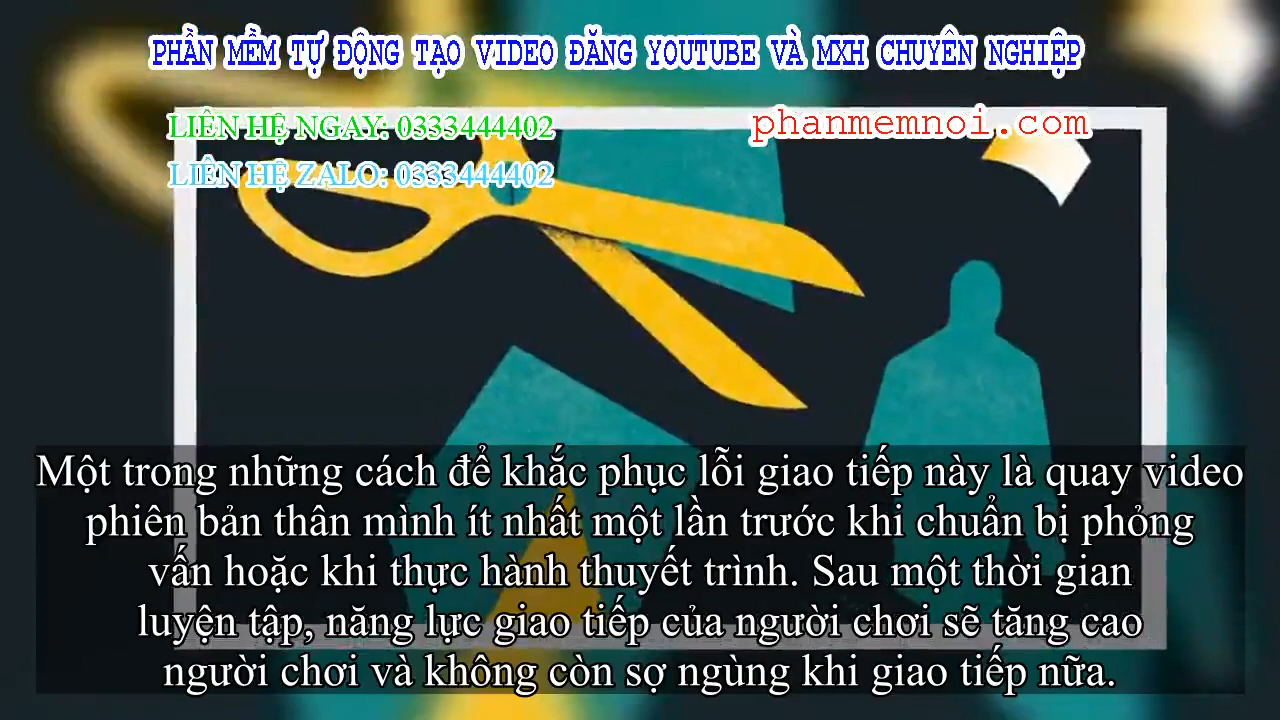 PHẦN MỀM TỰ ĐỘNG TẠO VIDEO ĐĂNG YOUTUBE VÀ MXH CHUYÊN NGHIỆP
LIÊN HỆ NGAY: 0333444402
phanmemnoi.com
LIÊN HỆ ZALO: 0333444402
Một trong những cách để khắc phục lỗi giao tiếp này là quay video
phiên bản thân mình ít nhất một lần trước khi chuẩn bị phỏng
vấn hoặc khi thực hành thuyết trình. Sau một thời gian
luyện tập, năng lực giao tiếp của người chơi sẽ tăng cao
người chơi và không còn sợ ngùng khi giao tiếp nữa.